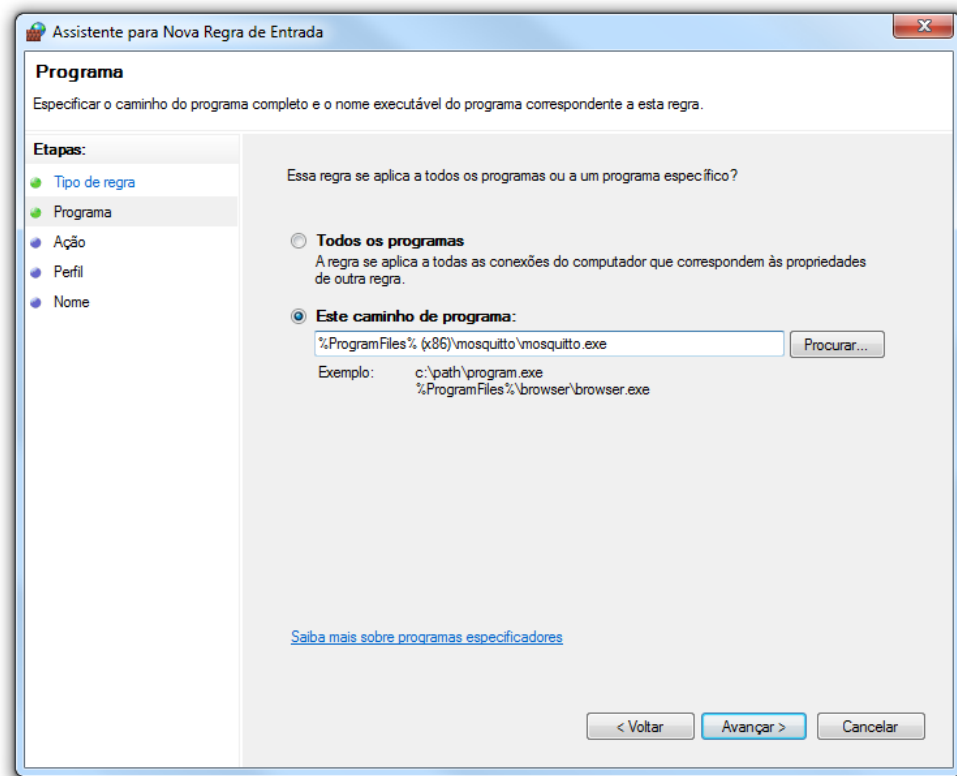 Assistente para Nova Regra de Entrada
Programa
Especificar o caminho do programa completo e o nome executável do programa correspondente a esta regra.
Etapas:
Tipo de regra
Programa
Ação
Perfil
Nome
Essa regra se aplica a todos os programas ou a um programa específico?
Todos os programas
A regra se aplica a todas as conexões do computador que correspondem às propriedades
de outra regra.
Este caminho de programa:
%ProgramFiles% (x86)\mosquitto\mosquitto.exe
Procurar...
Exemplo: c:\path\program.exe
%ProgramFiles%\browser\browser.exe
Saiba mais sobre programas especificadores
< Voltar
Avançar >
Cancelar